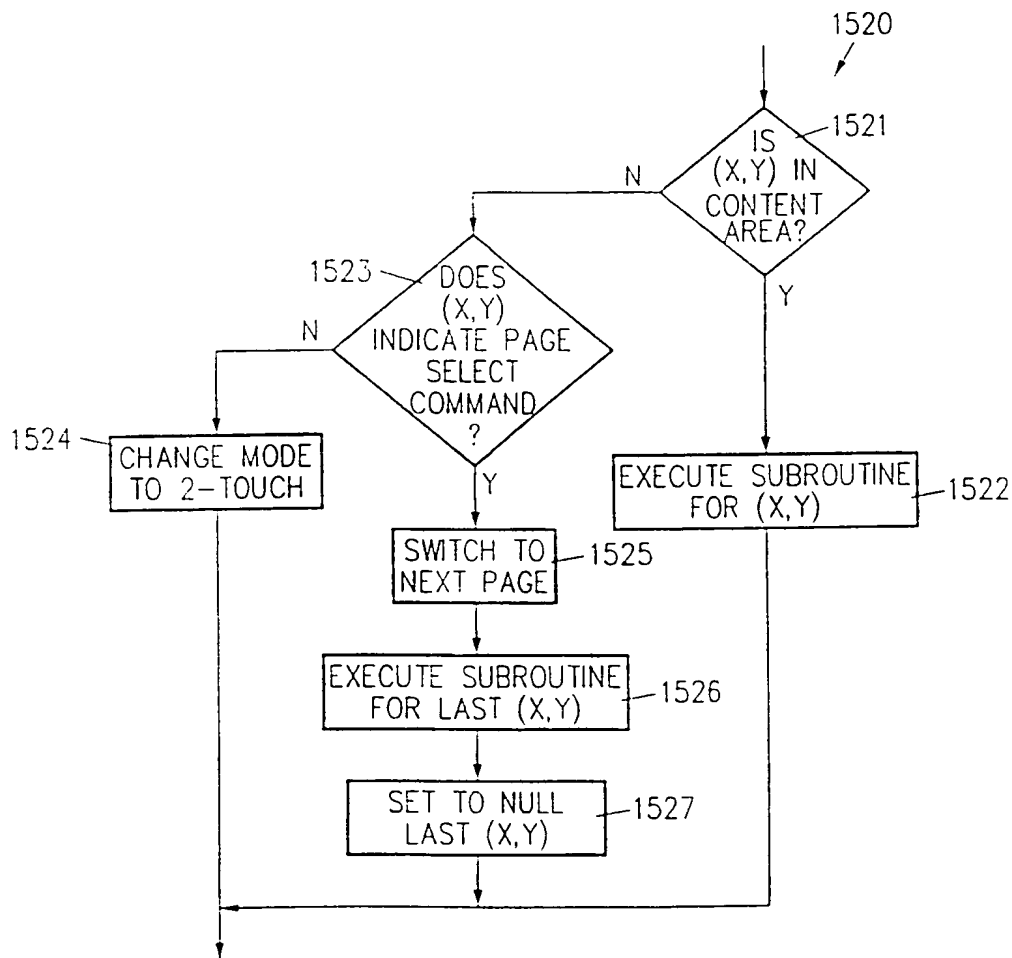 1520
1521
IS
(X,Y) IN
CONTENT
AREA?
N
Y
1523
DOES
(X,Y)
INDICATE PAGE
SELECT
COMMAND
?
N
Y
1524
CHANGE MODE
TO 2-TOUCH
EXECUTE SUBROUTINE
FOR (X,Y)
1522
SWITCH TO
NEXT PAGE
1525
EXECUTE SUBROUTINE
FOR LAST (X,Y)
1526
SET TO NULL
LAST (X,Y)
1527